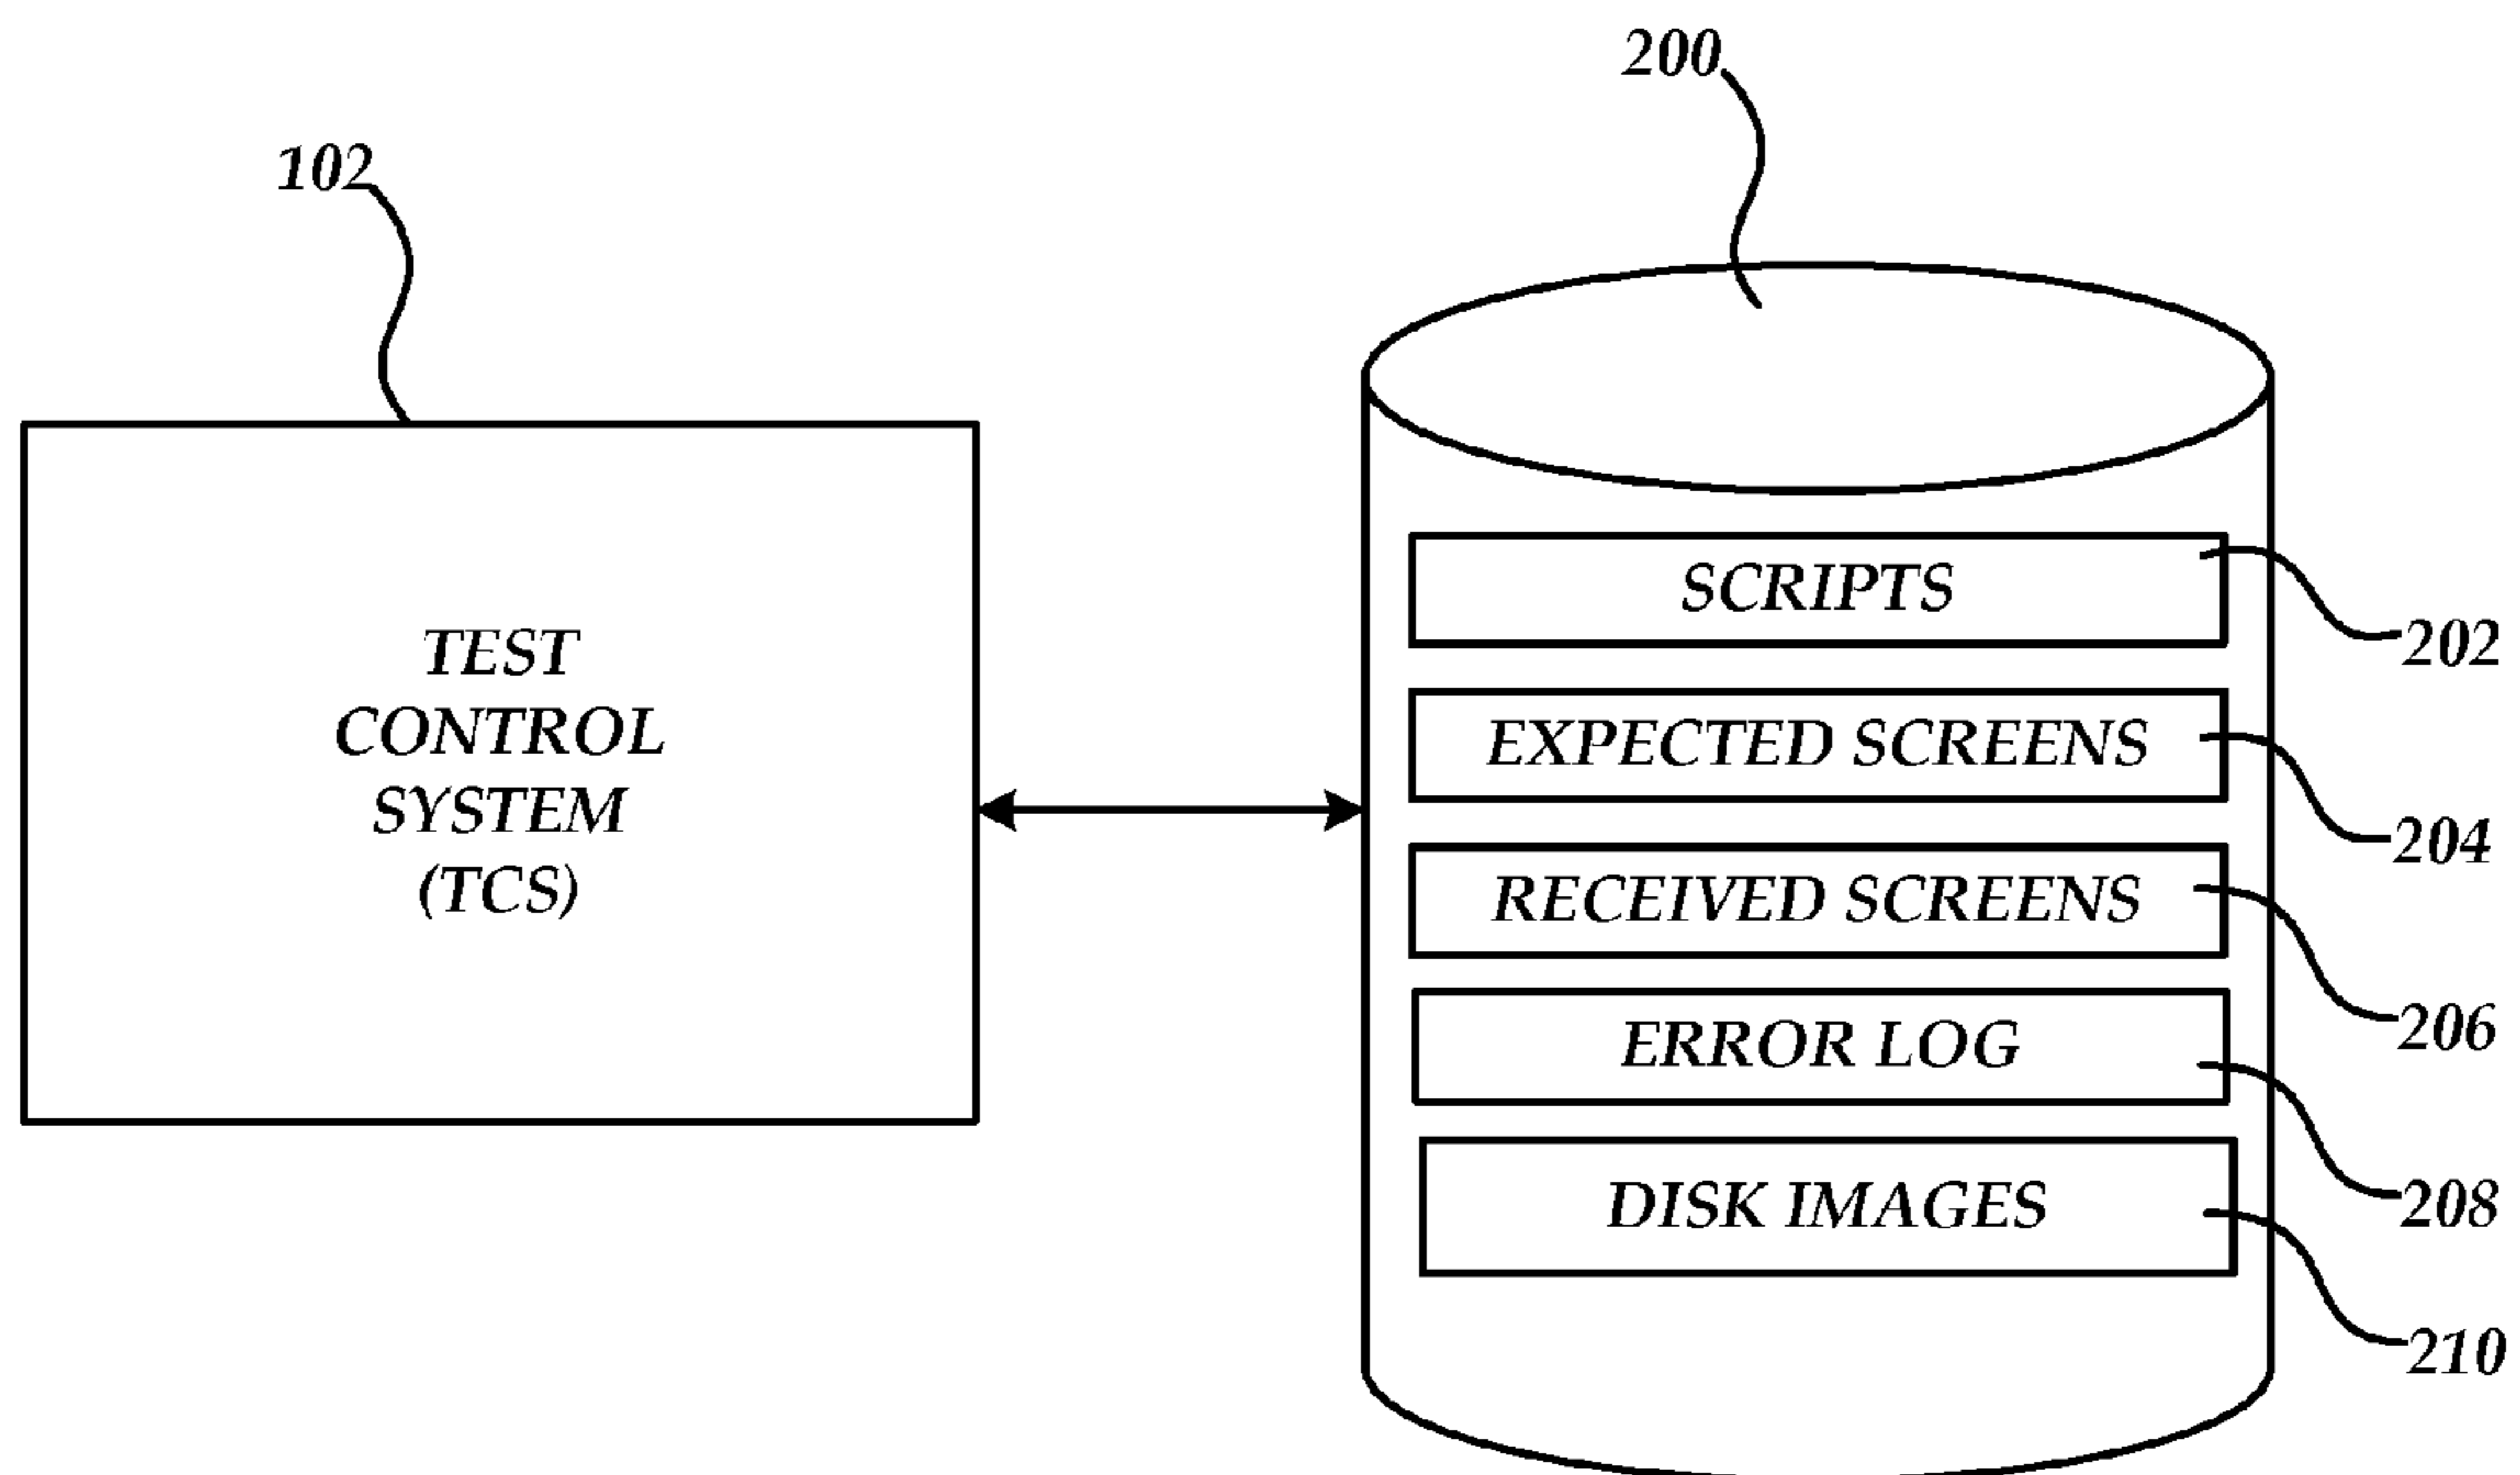 200
102
TEST
CONTROL
SYSTEM
(TCS)
SCRIPTS
202
EXPECTED SCREENS
204
RECEIVED SCREENS
206
ERROR LOG
208
DISK IMAGES
210